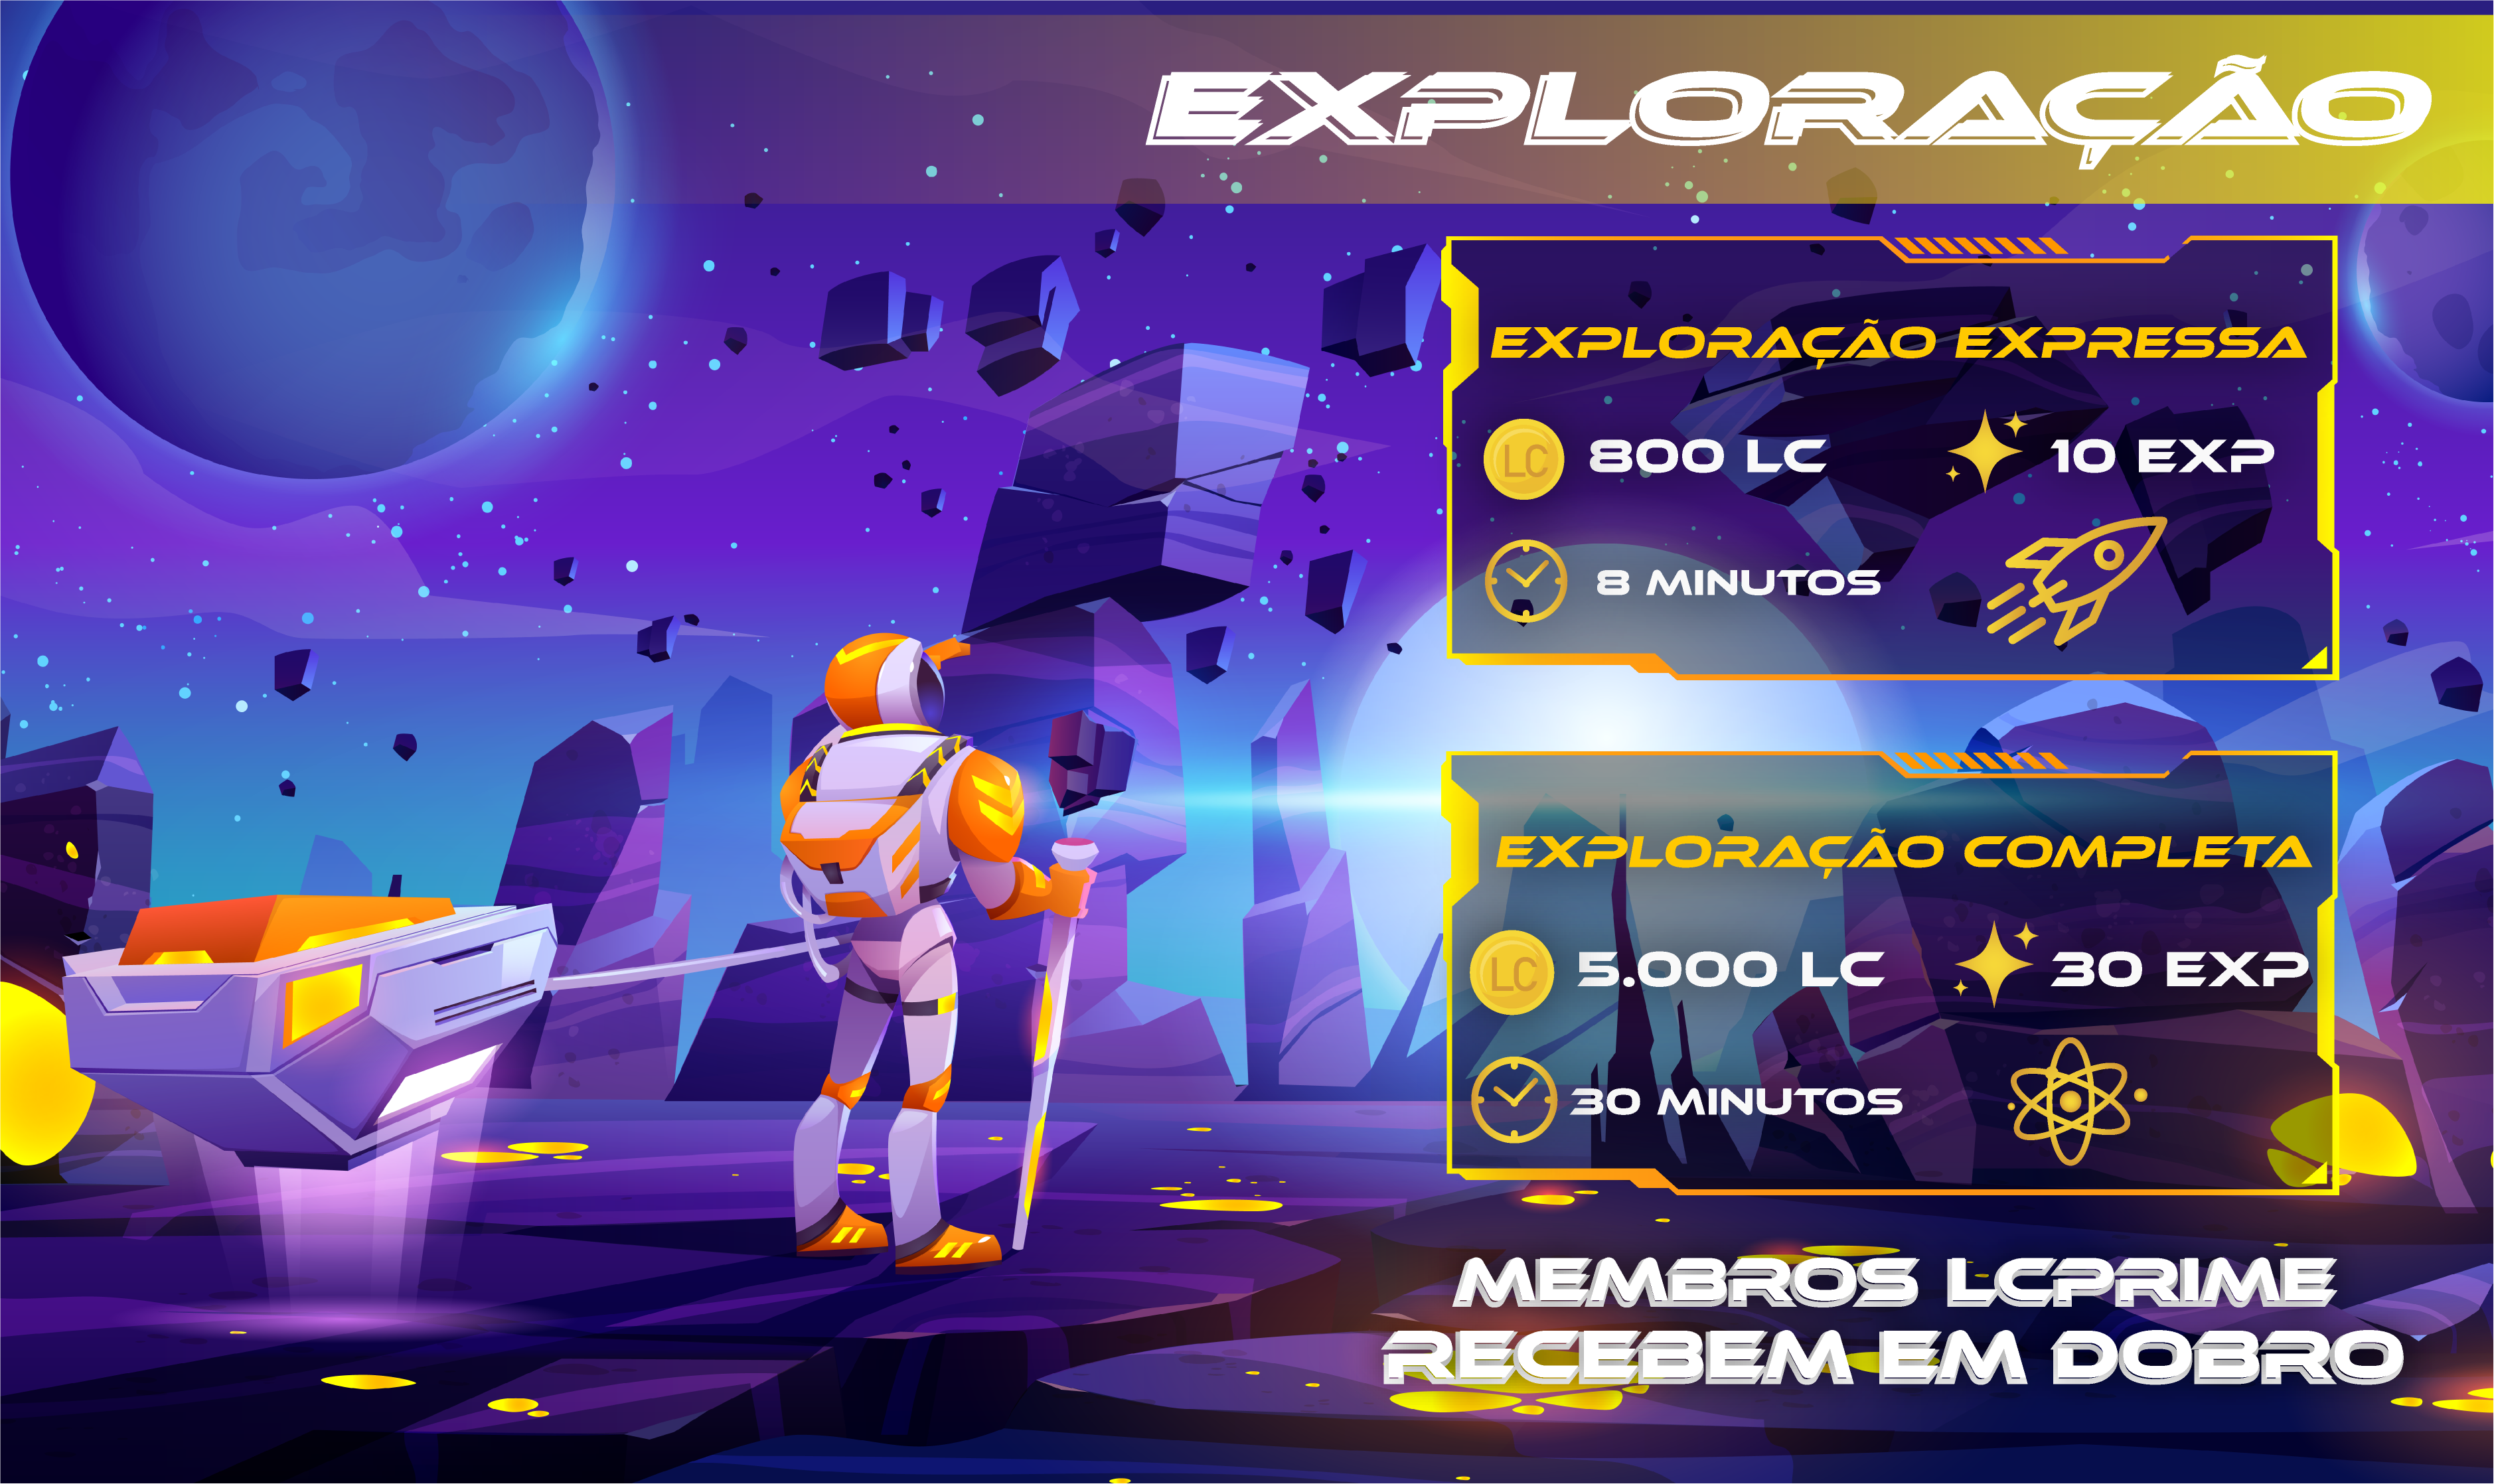 EXPLORAÇÃO
EXPLORAÇÃO EXPRESSA
LC 800 LC 10 EXP
8 MINUTOS
EXPLORAÇÃO COMPLETA
LC 5.000 LC 30 EXP
30 MINUTOS
MEMBROS LCPRIME
RECEBEM EM DOBRO